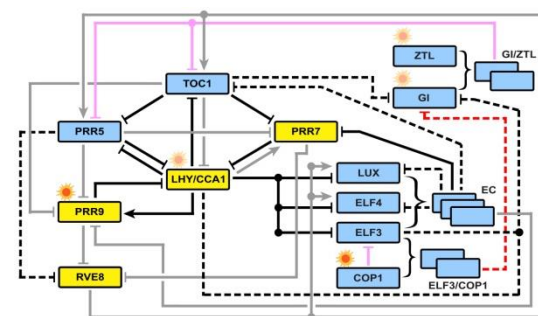 ZTL
GI/ZTL
TOC1
GI
PRR5
PRR7
LHY/CCA1
LUX
EC
PRR9
ELF4
ELF3
RVE8
COP1
ELF3/COP1